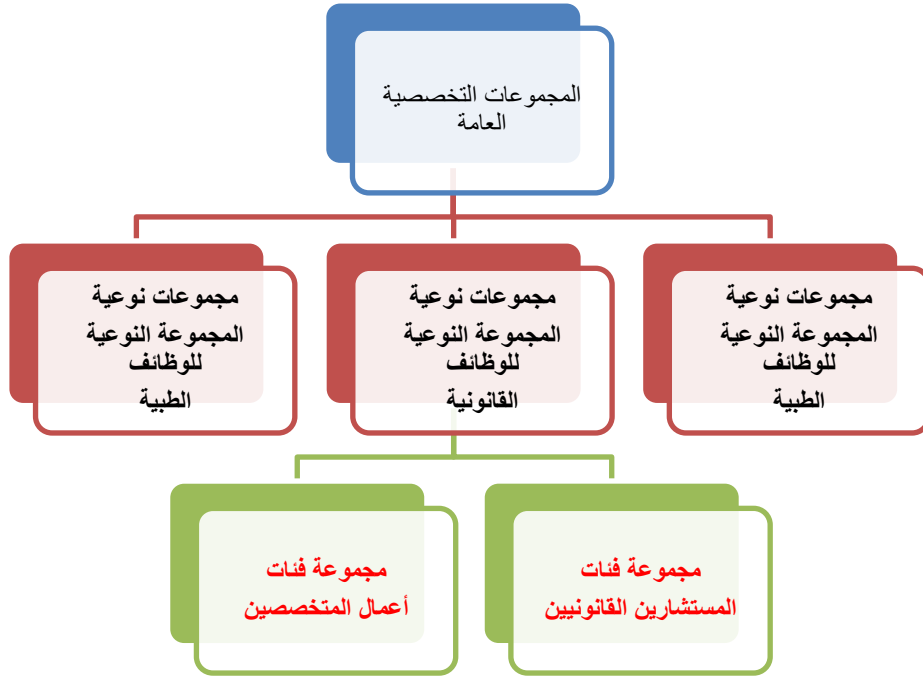 المجموعات التخصصية
العامة
مجموعات نوعية
المجموعة النوعية
للوظائف
الطبية
مجموعات نوعية
المجموعة النوعية
للوظائف
القانونية
مجموعات نوعية
المجموعة النوعية
للوظائف
الطبية
مجموعة فئات
المستشارين القانونيين
مجموعة فئات
أعمال المتخصصين